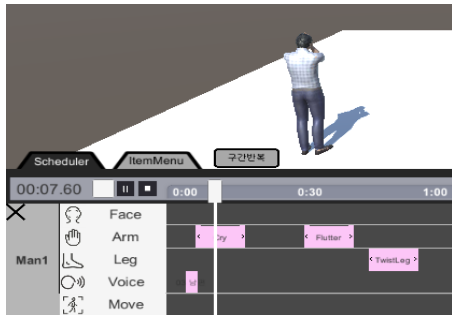 Scheduler
ItemMenu
구간반복
00:07.60
0:00
0:30
1:00
Face
Arm
Cry
Flutter
Man1
Leg
TwistLeg
Voice
Move